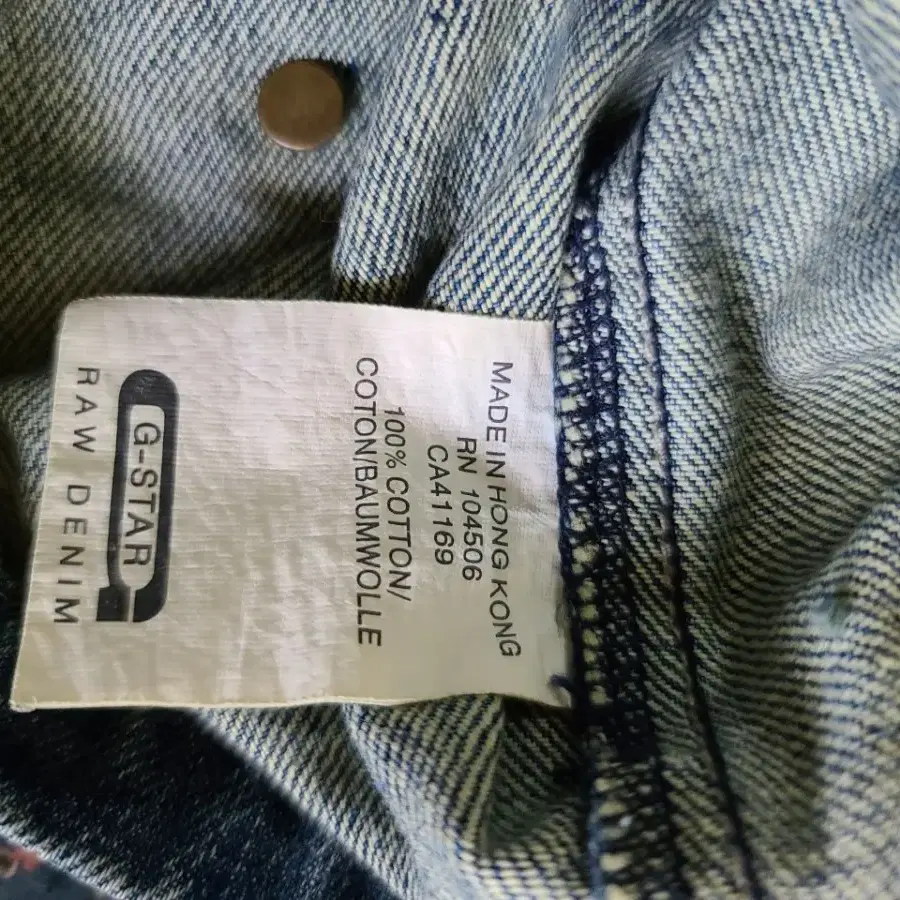 MADE IN HONG KONG
RN 104506
CA41169
100% COTTON/
COTON/BAUMWOLLE
G-STAR
RAW DENIM